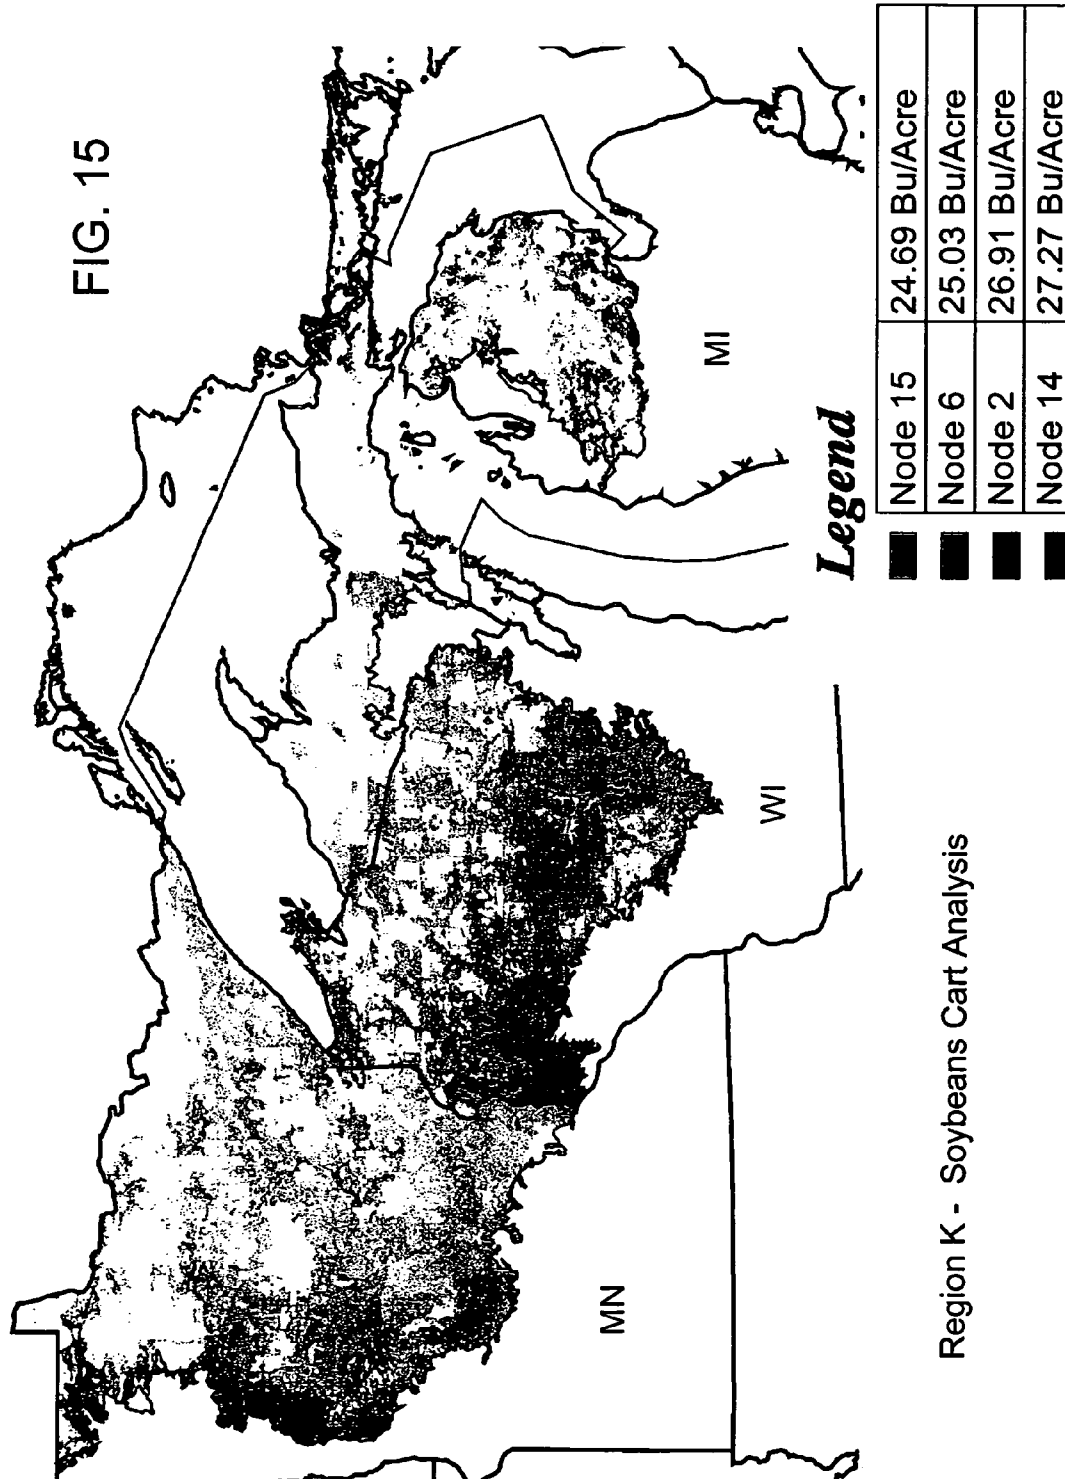 FIG. 15
MN
WI
MI
Region K - Soybeans Cart Analysis
Legend
Node 15 24.69 Bu/Acre
Node 6 25.03 Bu/Acre
Node 2 26.91 Bu/Acre
Node 14 27.27 Bu/Acre